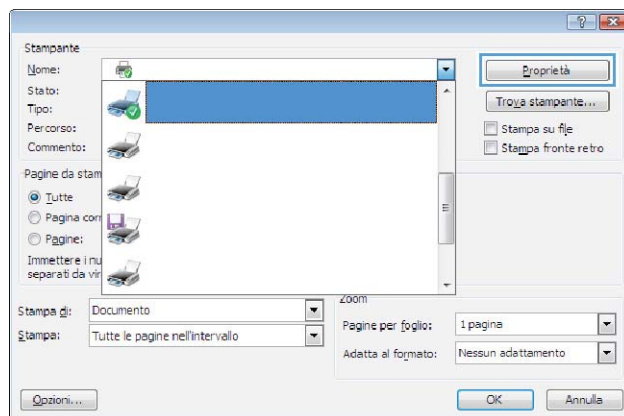 Stampante
Nome:
Proprietà
Stato:
Tipo:
Trova stampante...
Percorso:
Stampa su file
Commento:
Stampa fronte retro
Pagine da stam
Tutte
Pagina corr
Pagine:
Immettere i nu
separati da vir
Stampa di: Documento
Stampa: Tutte le pagine nell'intervallo
Zoom
Pagine per foglio: 1 pagina
Adatta al formato: Nessun adattamento
Opzioni...
OK
Annulla